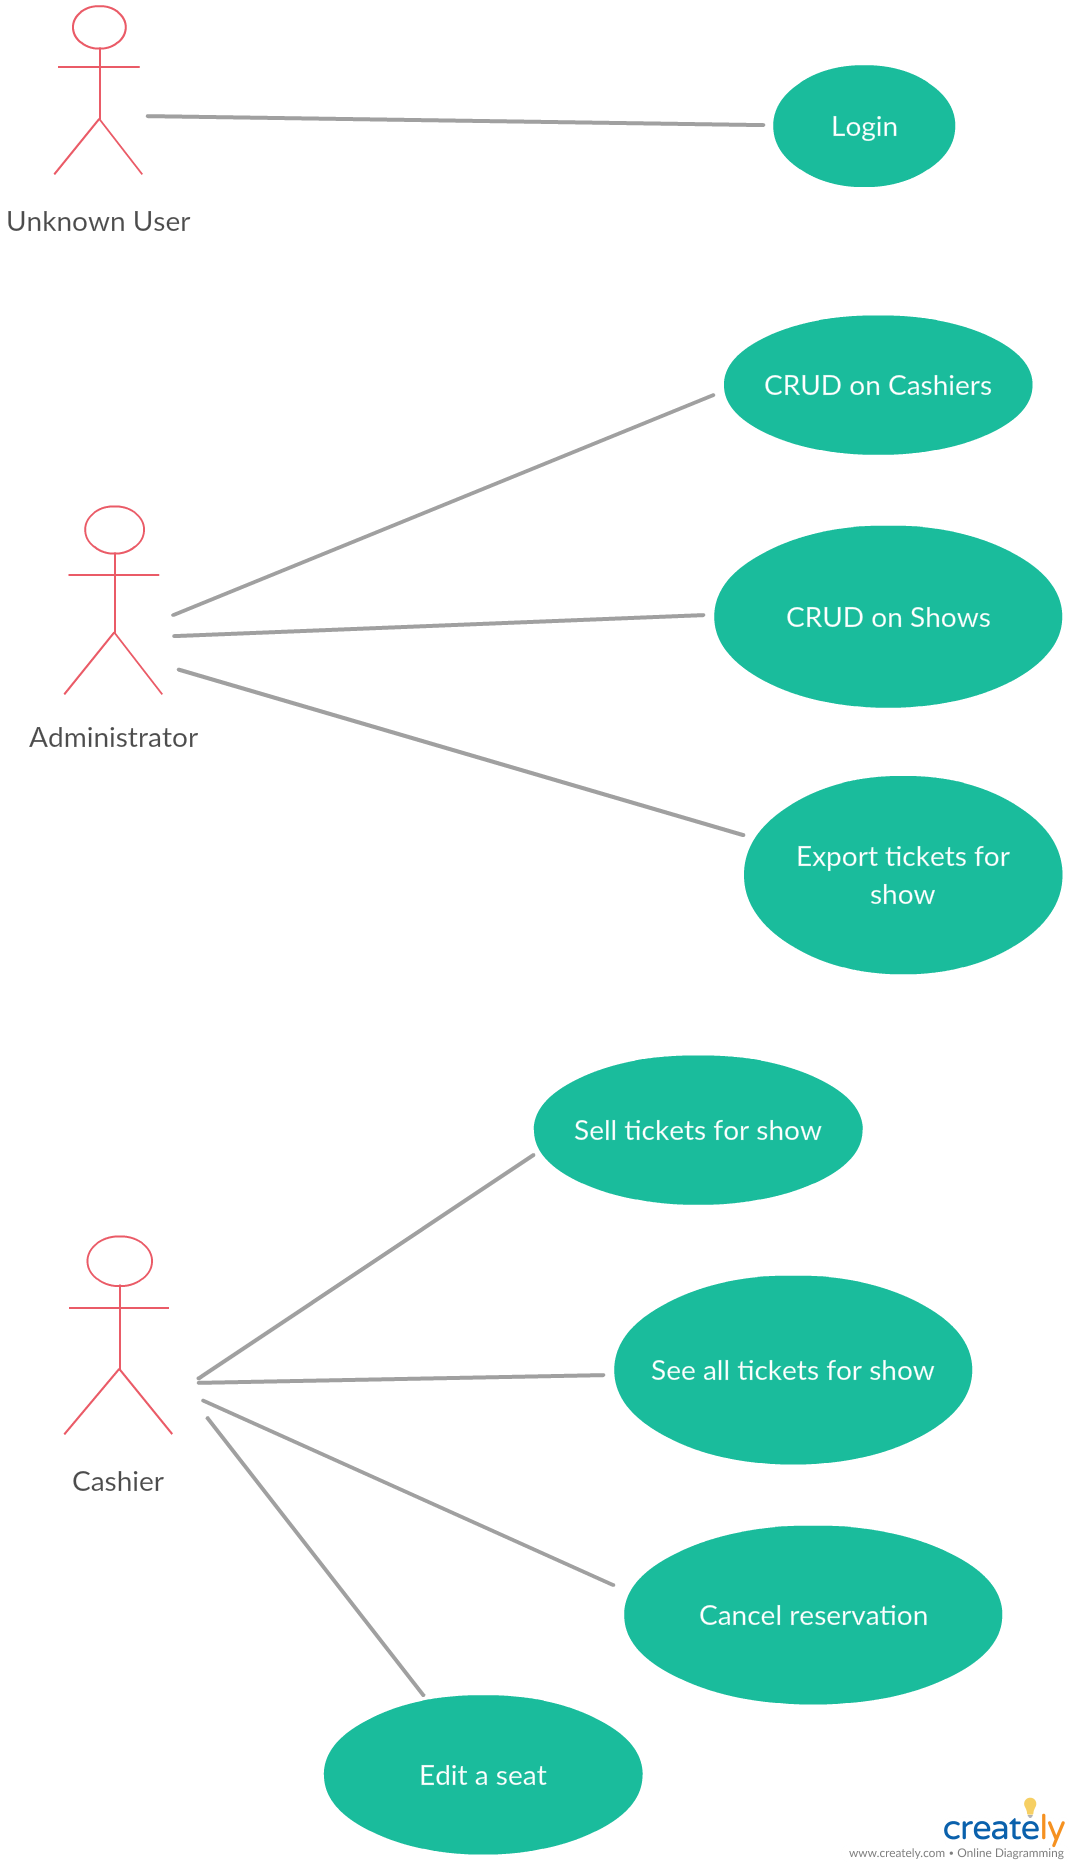 Login
Unknown User
CRUD on Cashiers
CRUD on Shows
Administrator
Export tickets for
show
Sell tickets for show
See all tickets for show
Cashier
Cancel reservation
Edit a seat
creately
www.creately.com • Online Diagramming